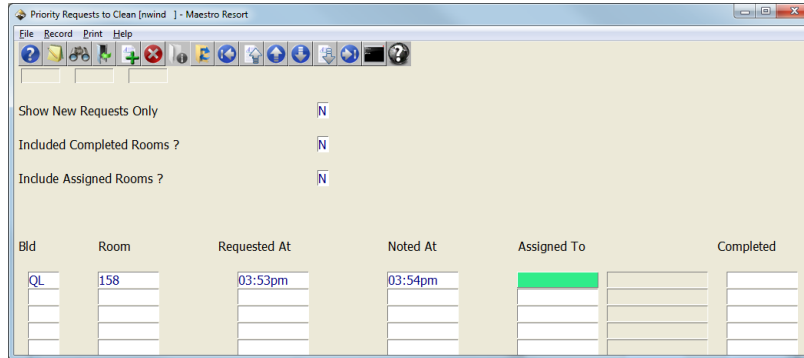 Priority Requests to Clean [nwind ] - Maestro Resort
File Record Print Help
Show New Requests Only N
Included Completed Rooms ? N
Include Assigned Rooms ? N
Bld Room Requested At Noted At Assigned To Completed
QL 158 03:53pm 03:54pm